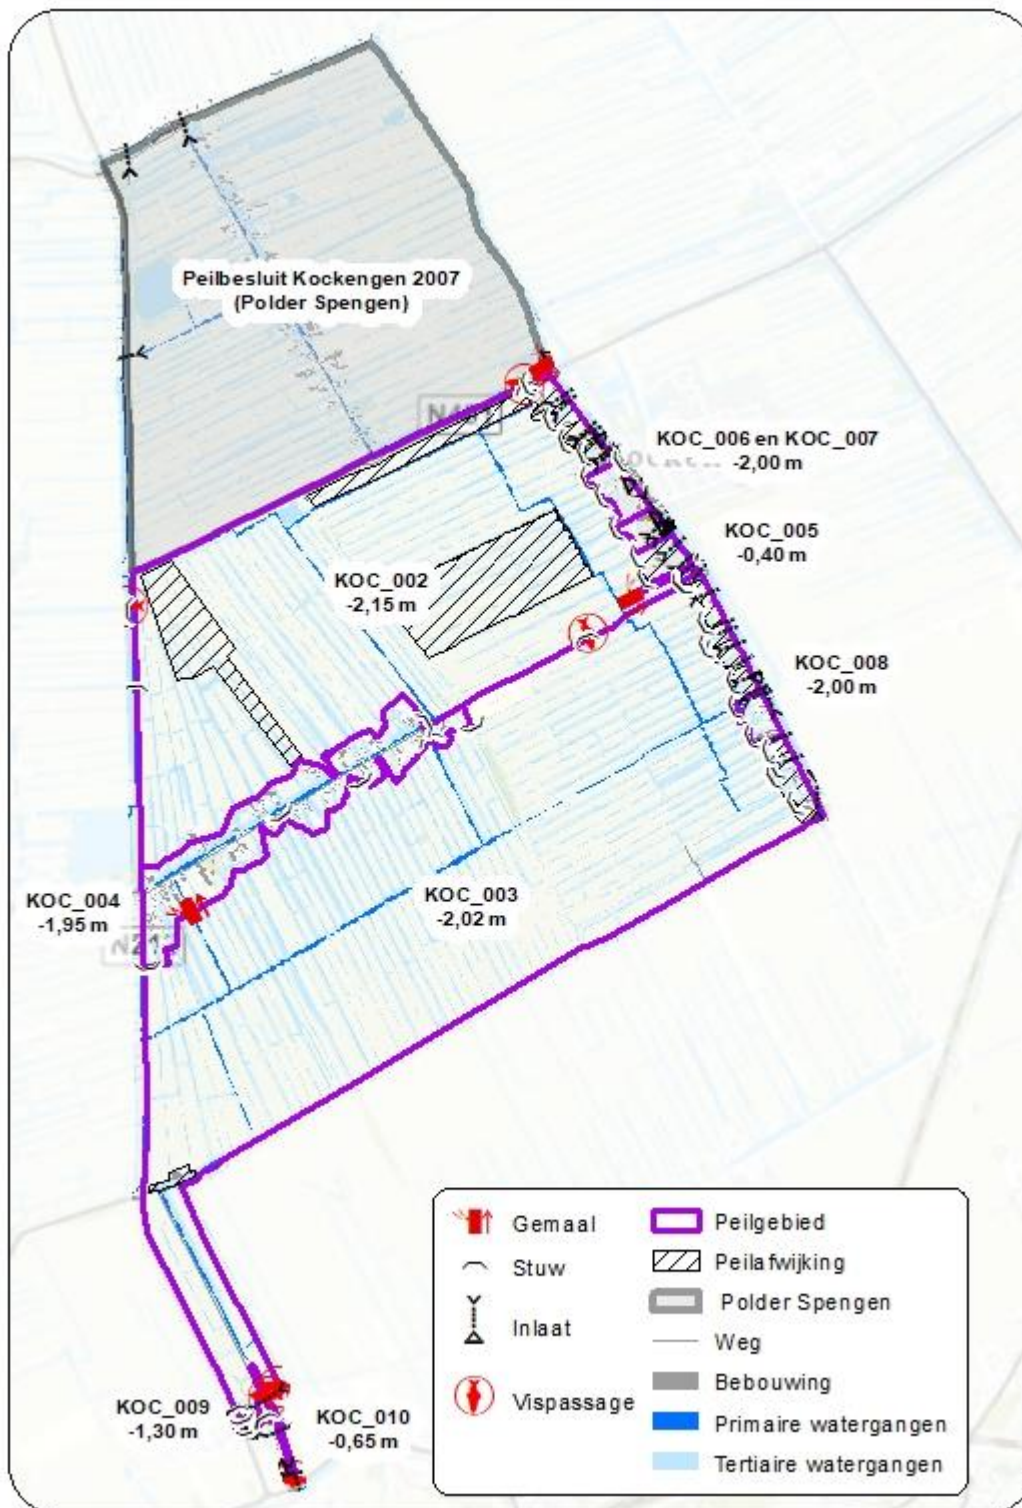 Peilbesluit Kockengen 2007
(Polder Spengen)
KOC_006 en KOC_007
-2,00 m
KOC_005
-0,40 m
KOC_002
-2,15 m
KOC_008
-2,00 m
KOC_004
-1,95 m
KOC_003
-2,02 m
KOC_009
-1,30 m
KOC_010
-0,65 m
Gemaal
Stuw
Inlaat
Vispassage
Peilgebied
Peilafwijking
Polder Spengen
Weg
Bebouwing
Primaire watergangen
Tertiaire watergangen